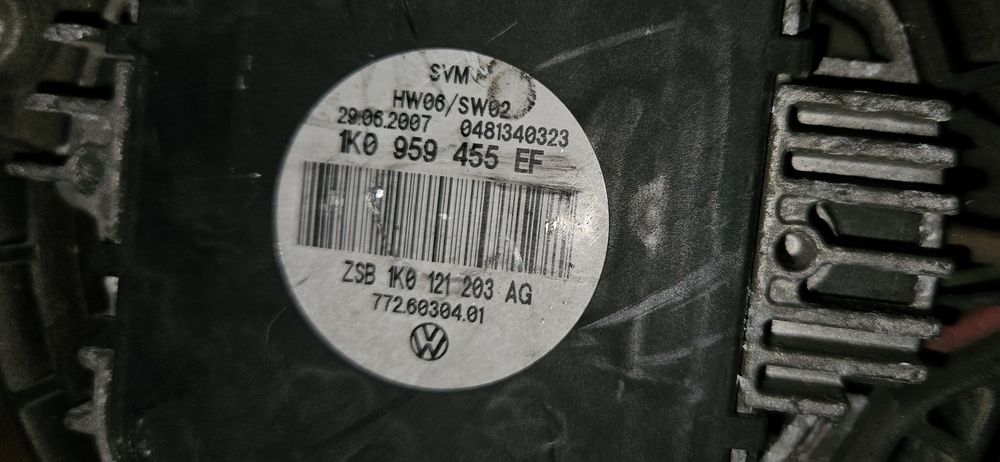 SVM
HW06/SW02
29.06.2007 0481340323
1K0 959 455 EF
ZSB 1K0 121 203 AG
772.60304.01
VW